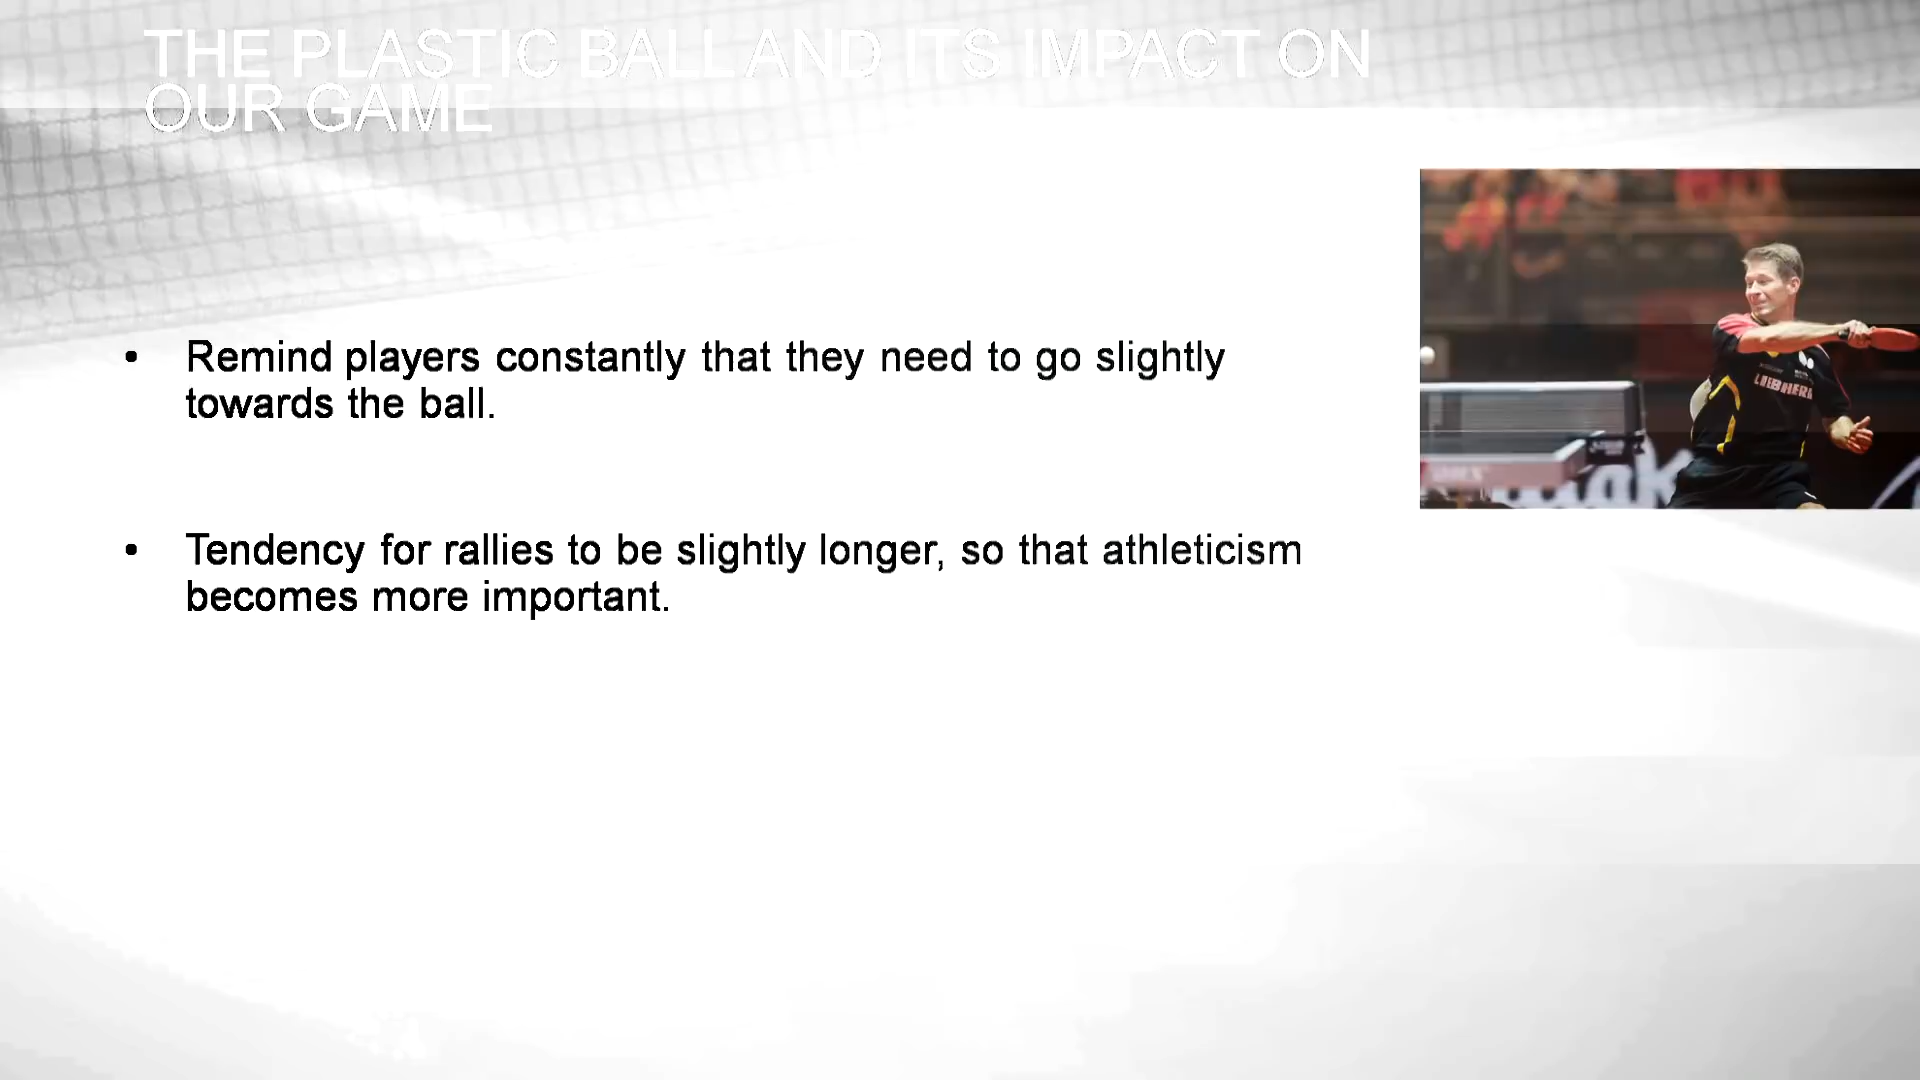 THE PLASTIC BALL AND ITS IMPACT ON
OUR GAME
• Remind players constantly that they need to go slightly
towards the ball.
• Tendency for rallies to be slightly longer, so that athleticism
becomes more important.
LIEBHERR